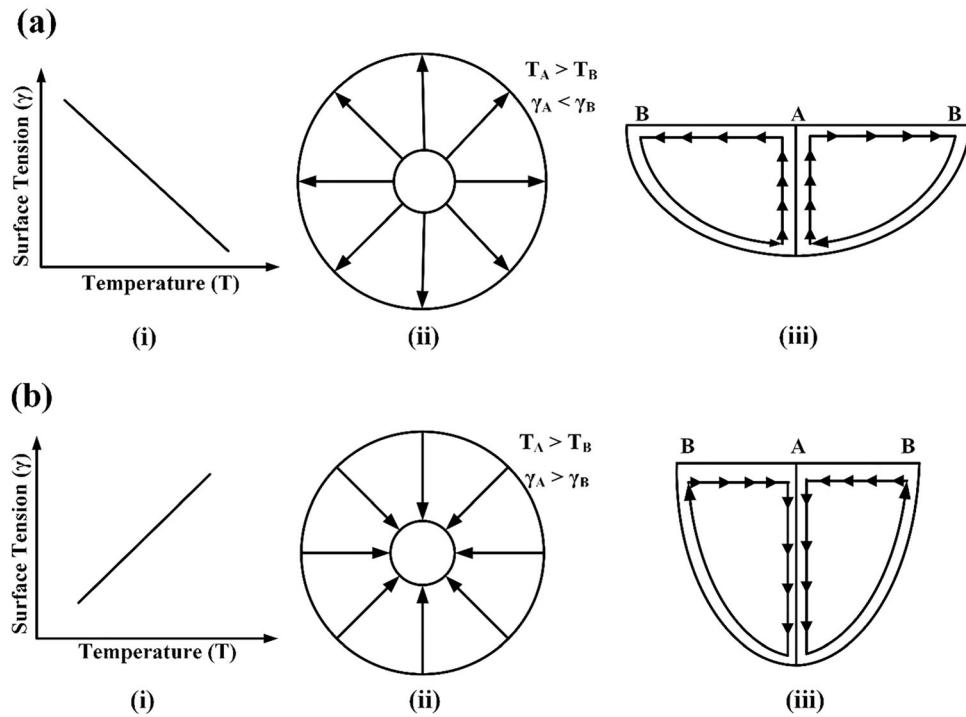 (a)
Surface Tension (γ)
Temperature (T)
(i)
T_A > T_B
γ_A < γ_B
(ii)
B A B
(iii)
(b)
Surface Tension (γ)
Temperature (T)
(i)
T_A > T_B
γ_A > γ_B
(ii)
B A B
(iii)